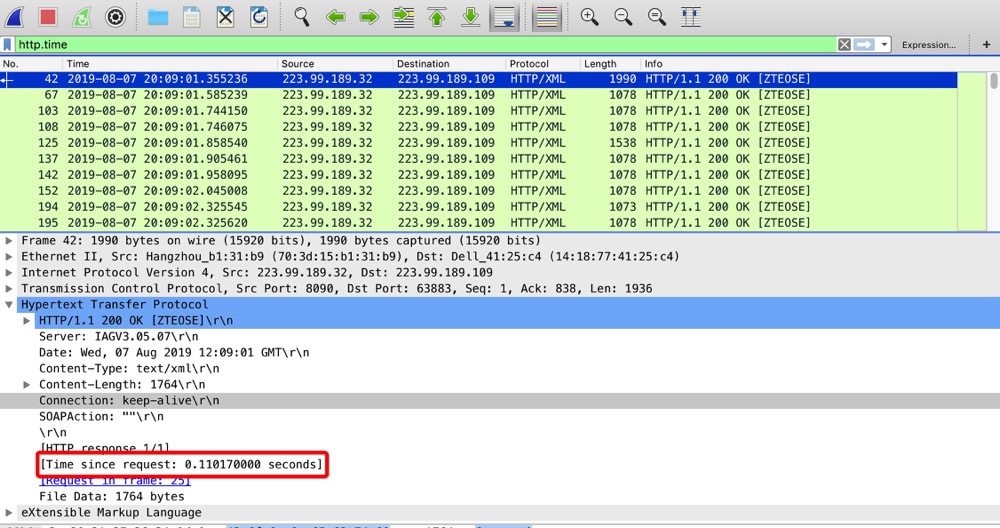 http.time
Expression...
+
No. Time Source Destination Protocol Length Info
42 2019-08-07 20:09:01.355236 223.99.189.32 223.99.189.109 HTTP/XML 1990 HTTP/1.1 200 OK [ZTEOSE]
67 2019-08-07 20:09:01.585239 223.99.189.32 223.99.189.109 HTTP/XML 1078 HTTP/1.1 200 OK [ZTEOSE]
103 2019-08-07 20:09:01.744150 223.99.189.32 223.99.189.109 HTTP/XML 1078 HTTP/1.1 200 OK [ZTEOSE]
108 2019-08-07 20:09:01.746075 223.99.189.32 223.99.189.109 HTTP/XML 1078 HTTP/1.1 200 OK [ZTEOSE]
125 2019-08-07 20:09:01.858540 223.99.189.32 223.99.189.109 HTTP/XML 1538 HTTP/1.1 200 OK [ZTEOSE]
137 2019-08-07 20:09:01.905461 223.99.189.32 223.99.189.109 HTTP/XML 1078 HTTP/1.1 200 OK [ZTEOSE]
142 2019-08-07 20:09:01.958095 223.99.189.32 223.99.189.109 HTTP/XML 1078 HTTP/1.1 200 OK [ZTEOSE]
152 2019-08-07 20:09:02.045008 223.99.189.32 223.99.189.109 HTTP/XML 1078 HTTP/1.1 200 OK [ZTEOSE]
194 2019-08-07 20:09:02.325545 223.99.189.32 223.99.189.109 HTTP/XML 1073 HTTP/1.1 200 OK [ZTEOSE]
195 2019-08-07 20:09:02.325620 223.99.189.32 223.99.189.109 HTTP/XML 1078 HTTP/1.1 200 OK [ZTEOSE]
Frame 42: 1990 bytes on wire (15920 bits), 1990 bytes captured (15920 bits)
Ethernet II, Src: Hangzhou_b1:31:b9 (70:3d:15:b1:31:b9), Dst: Dell_41:25:c4 (14:18:77:41:25:c4)
Internet Protocol Version 4, Src: 223.99.189.32, Dst: 223.99.189.109
Transmission Control Protocol, Src Port: 8090, Dst Port: 63883, Seq: 1, Ack: 838, Len: 1936
Hypertext Transfer Protocol
HTTP/1.1 200 OK [ZTEOSE]\r\n
Server: IAGV3.05.07\r\n
Date: Wed, 07 Aug 2019 12:09:01 GMT\r\n
Content-Type: text/xml\r\n
Content-Length: 1764\r\n
Connection: keep-alive\r\n
SOAPAction: ""\r\n
\r\n
[HTTP response 1/1]
[Time since request: 0.110170000 seconds]
[Request in frame: 25]
File Data: 1764 bytes
eXtensible Markup Language